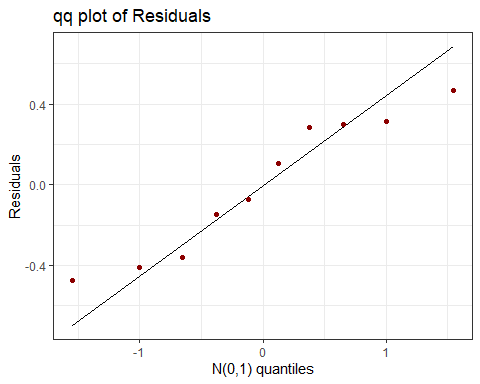 qq plot of Residuals
Residuals
0.4
0.0
-0.4
-1
0
1
N(0,1) quantiles